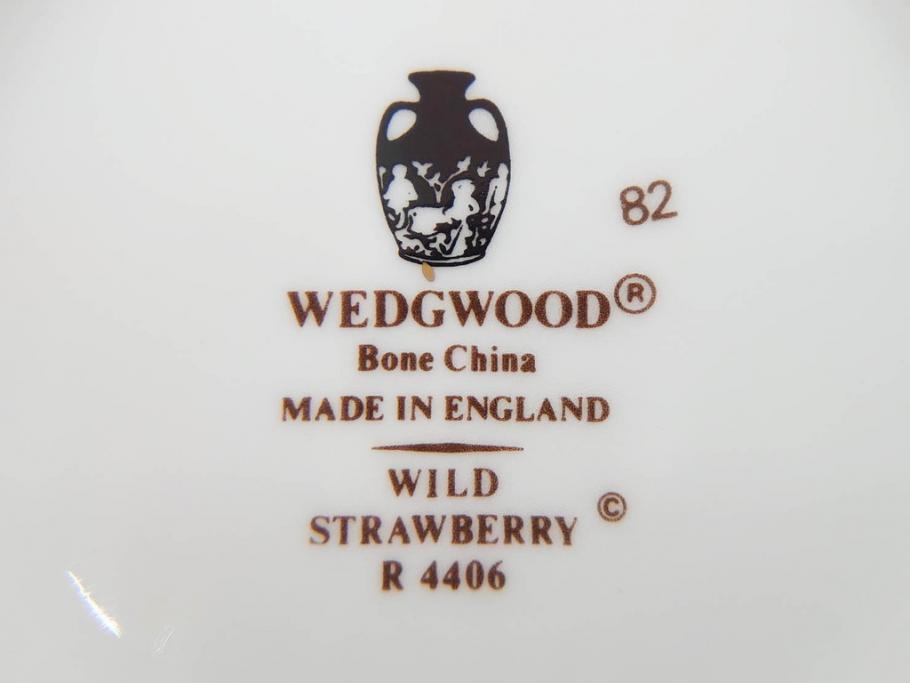 82
WEDGWOOD®
Bone China
MADE IN ENGLAND
WILD
STRAWBERRY ©
R 4406